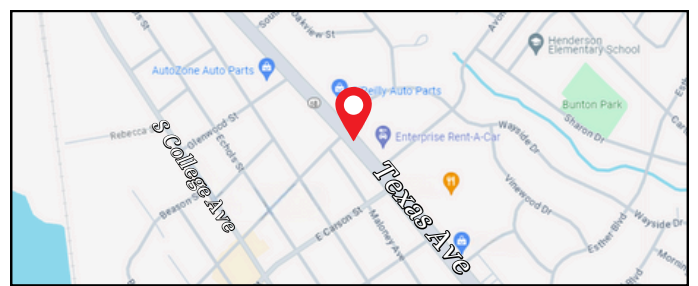 Oakview St
Henderson
Elementary School
AutoZone Auto Parts
Reilly Auto Parts
Bunton Park
Rebecca
Glenwood St
Echols St
S College Ave
Enterprise Rent-A-Car
Wayside Dr
Sharon Dr
Texas Ave
Vinewood Dr
Beason St
E Carson St
Maloney Ave
Esther Blvd
Wayside Dr